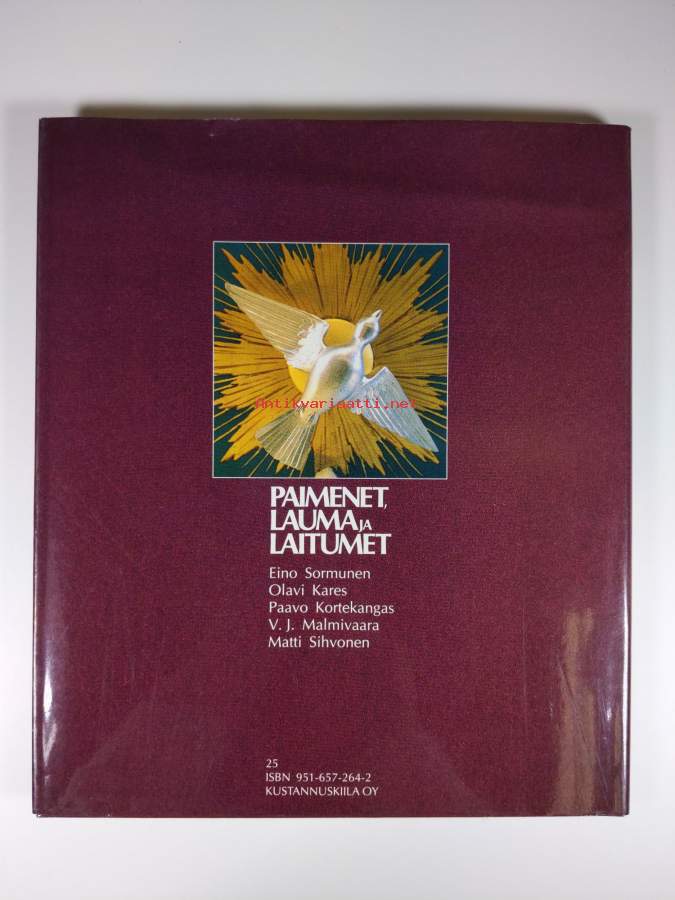 Antikvariaatti.net
PAIMENET,
LAUMA JA
LAITUMET
Eino Sormunen
Olavi Kares
Paavo Kortekangas
V. J. Malmivaara
Matti Sihvonen
25
ISBN 951-657-264-2
KUSTANNUSKIILA OY